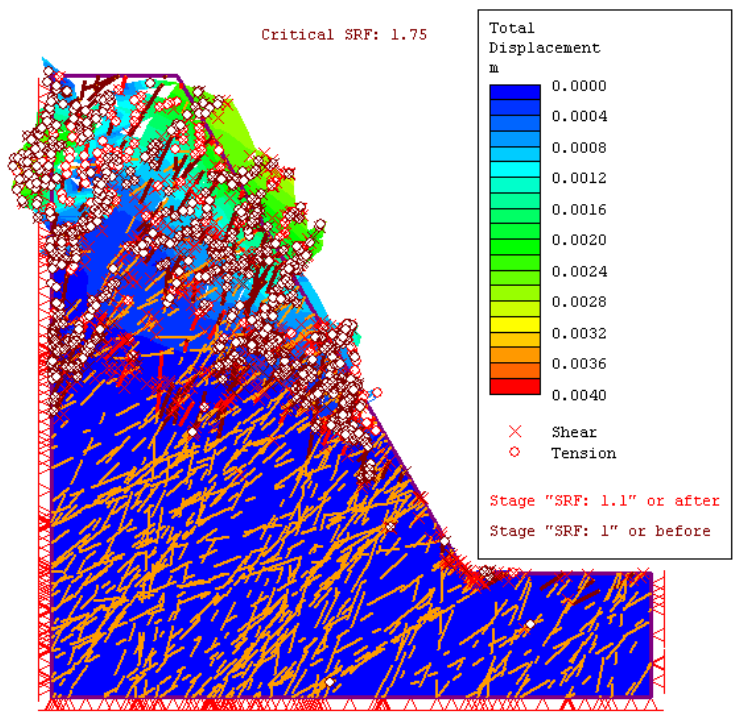 Critical SRF: 1.75
Total
Displacement
m
0.0000
0.0004
0.0008
0.0012
0.0016
0.0020
0.0024
0.0028
0.0032
0.0036
0.0040
Shear
Tension
Stage "SRF: 1.1" or after
Stage "SRF: 1" or before